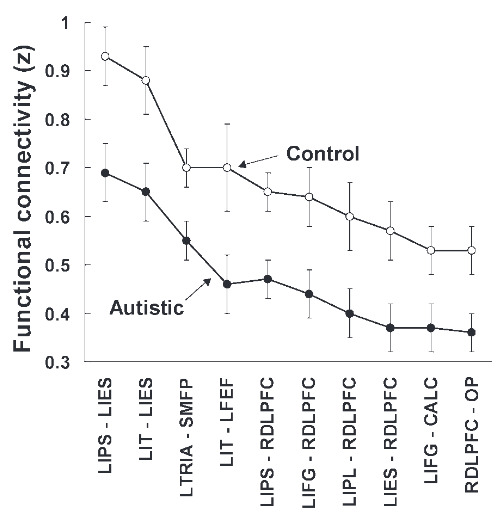 Functional connectivity (z)
1
0.9
0.8
0.7
0.6
0.5
0.4
0.3
Control
Autistic
LIPS - LIES
LIT - LIES
LTRIA - SMFP
LIT - LFEF
LIPS - RDLPFC
LIFG - RDLPFC
LIPL - RDLPFC
LIES - RDLPFC
LIFG - CALC
RDLPFC - OP